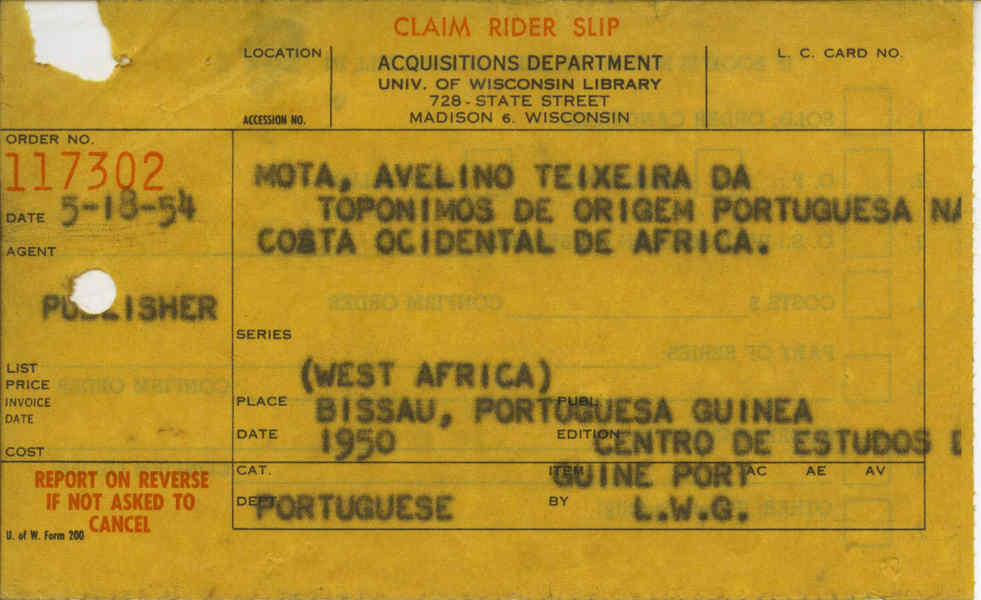 CLAIM RIDER SLIP
LOCATION
ACQUISITIONS DEPARTMENT
UNIV. OF WISCONSIN LIBRARY
728 - STATE STREET
MADISON 6, WISCONSIN
L. C. CARD NO.
ACCESSION NO.
ORDER NO.
117302
DATE 5-18-54
AGENT
PUBLISHER
MOTA, AVELINO TEIXEIRA DA
TOPONIMOS DE ORIGEM PORTUGUESA NA
COSTA OCIDENTAL DE AFRICA.
SERIES
(WEST AFRICA)
LIST
PRICE
INVOICE
DATE
COST
PLACE BISSAU, PORTOGUESA GUINEA
PUBL.
DATE 1950
EDITION CENTRO DE ESTUDOS D
CAT.
ITEM GUINE PORT AC AE AV
DEPT. PORTUGUESE
BY L.W.G.
REPORT ON REVERSE
IF NOT ASKED TO
CANCEL
U. of W. Form 200